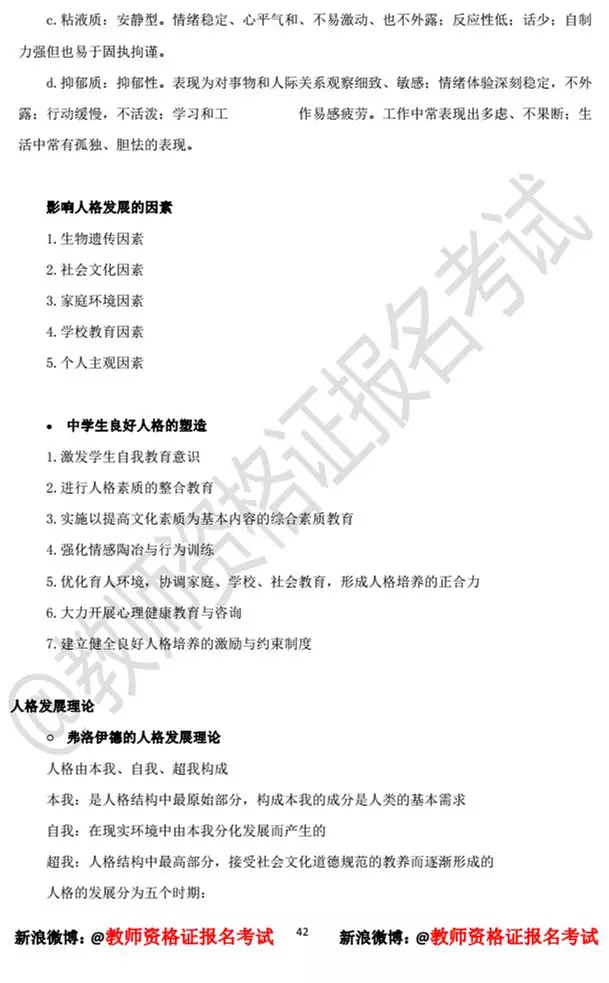 c.粘液质：安静型。情绪稳定、心平气和、不易激动、也不外露；反应性低；话少；自制
力强但也易于固执拘谨。
d.抑郁质：抑郁性。表现为对事物和人际关系观察细致、敏感；情绪体验深刻稳定，不外
露；行动缓慢，不活泼；学习和工 作易感疲劳。工作中常表现出多虑、不果断；生
活中常有孤独、胆怯的表现。
影响人格发展的因素
1.生物遗传因素
2.社会文化因素
3.家庭环境因素
4.学校教育因素
5.个人主观因素
• 中学生良好人格的塑造
1.激发学生自我教育意识
2.进行人格素质的整合教育
3.实施以提高文化素质为基本内容的综合素质教育
4.强化情感陶冶与行为训练
5.优化育人环境，协调家庭、学校、社会教育，形成人格培养的正合力
6.大力开展心理健康教育与咨询
7.建立健全良好人格培养的激励与约束制度
人格发展理论
○ 弗洛伊德的人格发展理论
人格由本我、自我、超我构成
本我：是人格结构中最原始部分，构成本我的成分是人类的基本需求
自我：在现实环境中由本我分化发展而产生的
超我：人格结构中最高部分，接受社会文化道德规范的教养而逐渐形成的
人格的发展分为五个时期：
新浪微博：@教师资格证报名考试 42 新浪微博：@教师资格证报名考试
@教师资格证报名考试